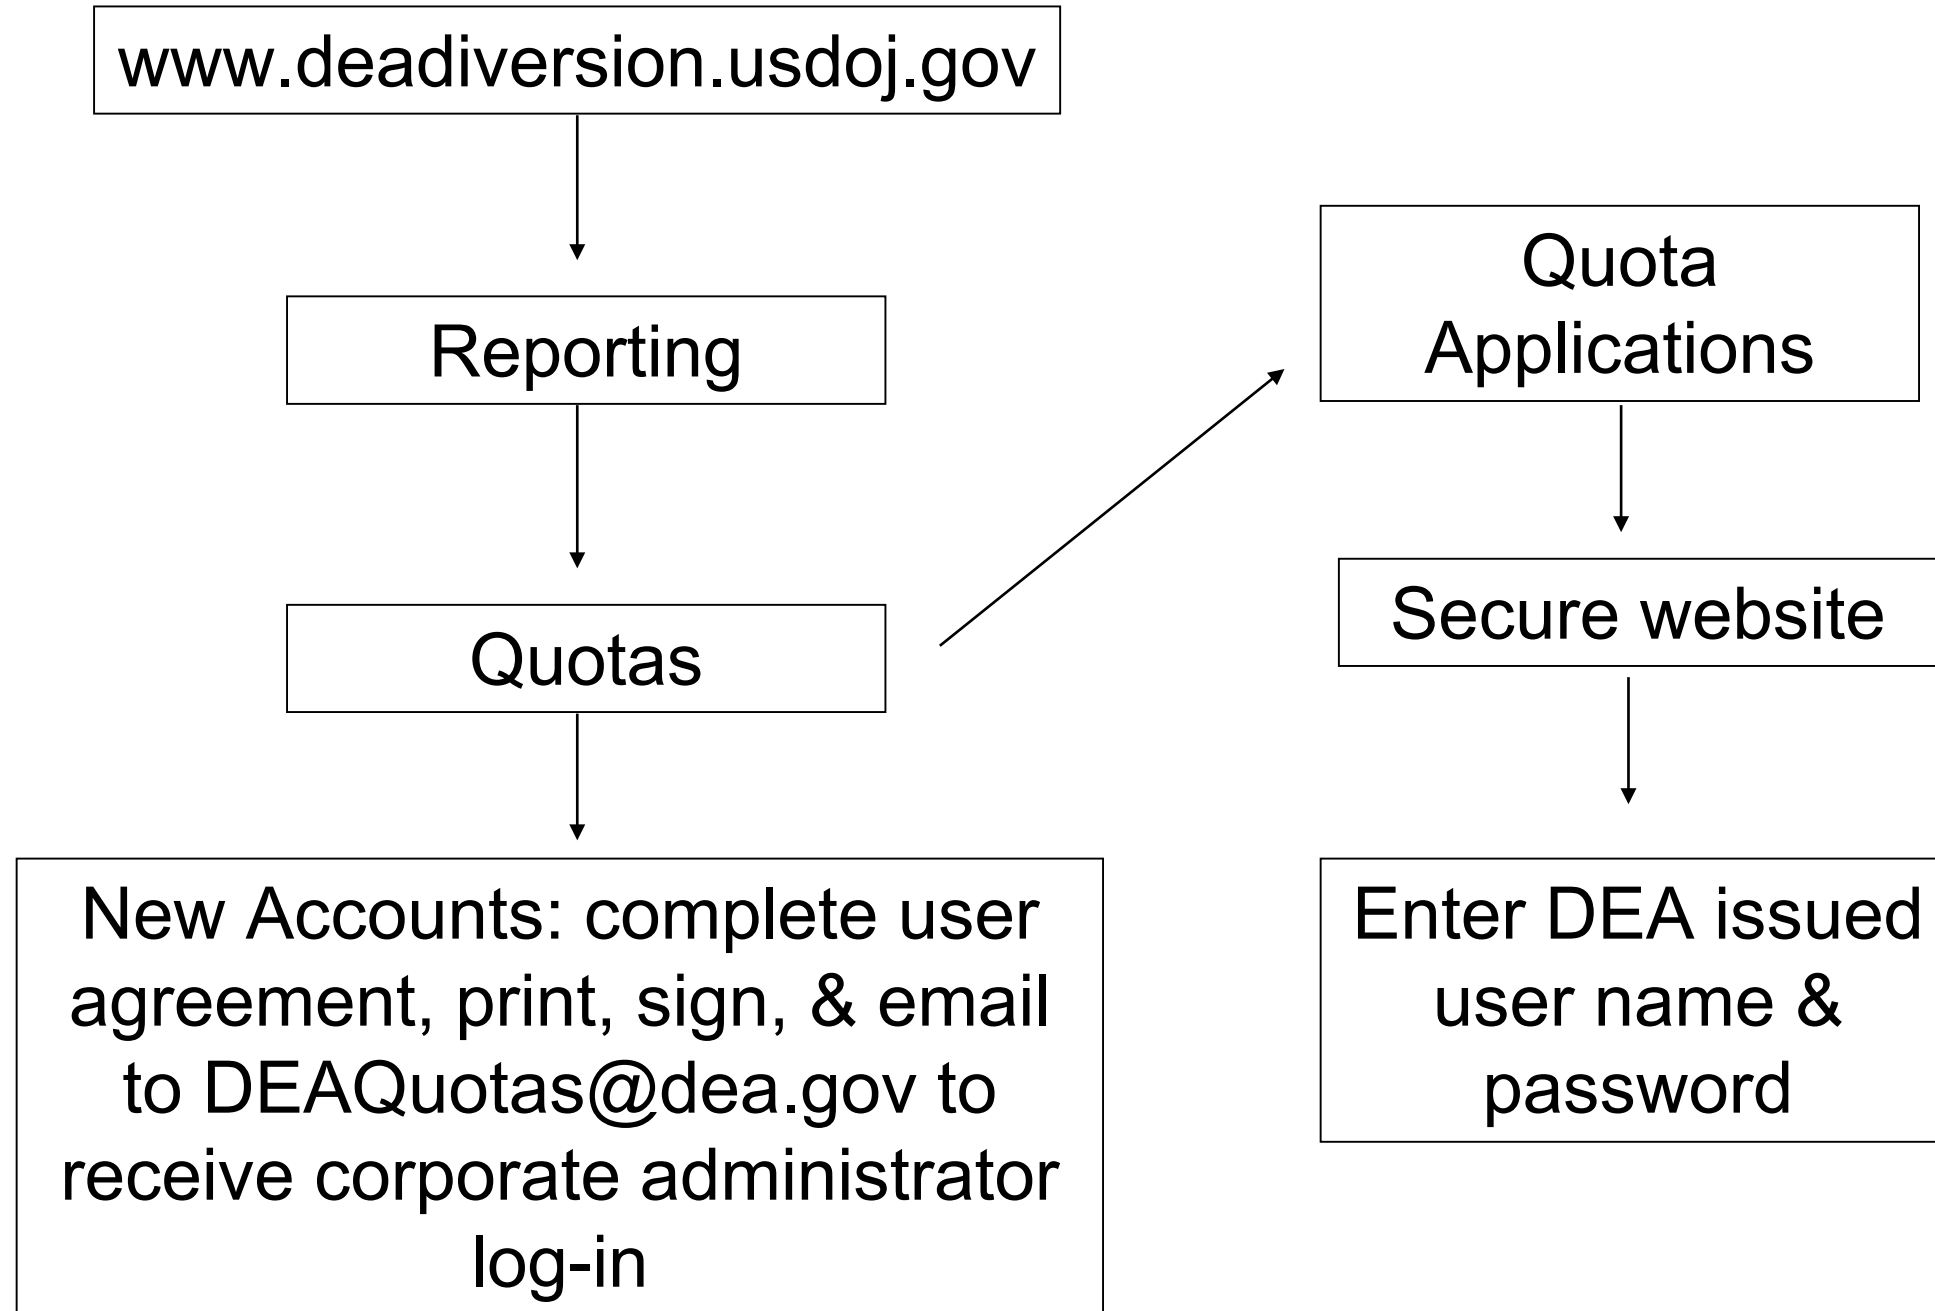 www.deadiversion.usdoj.gov
Reporting
Quotas
New Accounts: complete user
agreement, print, sign, & email
to DEAQuotas@dea.gov to
receive corporate administrator
log-in
Quota
Applications
Secure website
Enter DEA issued
user name &
password